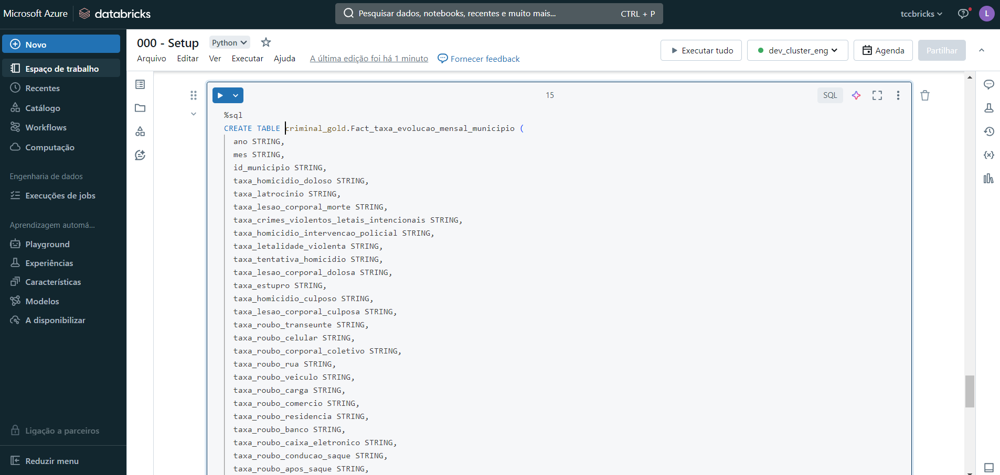 Microsoft Azure databricks
Pesquisar dados, notebooks, recentes e muito mais... CTRL + P
tccbricks
L
Novo
Espaço de trabalho
Recentes
Catálogo
Workflows
Computação
Engenharia de dados
Execuções de jobs
Aprendizagem automá...
Playground
Experiências
Características
Modelos
A disponibilizar
Ligação a parceiros
Reduzir menu
000 - Setup Python
Arquivo Editar Ver Executar Ajuda A última edição foi há 1 minuto Fornecer feedback
Executar tudo dev_cluster_eng Agenda Partilhar
15
SQL
%sql
CREATE TABLE criminal_gold.Fact_taxa_evolucao_mensal_municipio (
ano STRING,
mes STRING,
id_municipio STRING,
taxa_homicidio_doloso STRING,
taxa_latrocinio STRING,
taxa_lesao_corporal_morte STRING,
taxa_crimes_violentos_letais_intencionais STRING,
taxa_homicidio_intervencao_policial STRING,
taxa_letalidade_violenta STRING,
taxa_tentativa_homicidio STRING,
taxa_lesao_corporal_dolosa STRING,
taxa_estupro STRING,
taxa_homicidio_culposo STRING,
taxa_lesao_corporal_culposa STRING,
taxa_roubo_transeunte STRING,
taxa_roubo_celular STRING,
taxa_roubo_corporal_coletivo STRING,
taxa_roubo_rua STRING,
taxa_roubo_veiculo STRING,
taxa_roubo_carga STRING,
taxa_roubo_comercio STRING,
taxa_roubo_residencia STRING,
taxa_roubo_banco STRING,
taxa_roubo_caixa_eletronico STRING,
taxa_roubo_conducao_saque STRING,
taxa_roubo_apos_saque STRING,